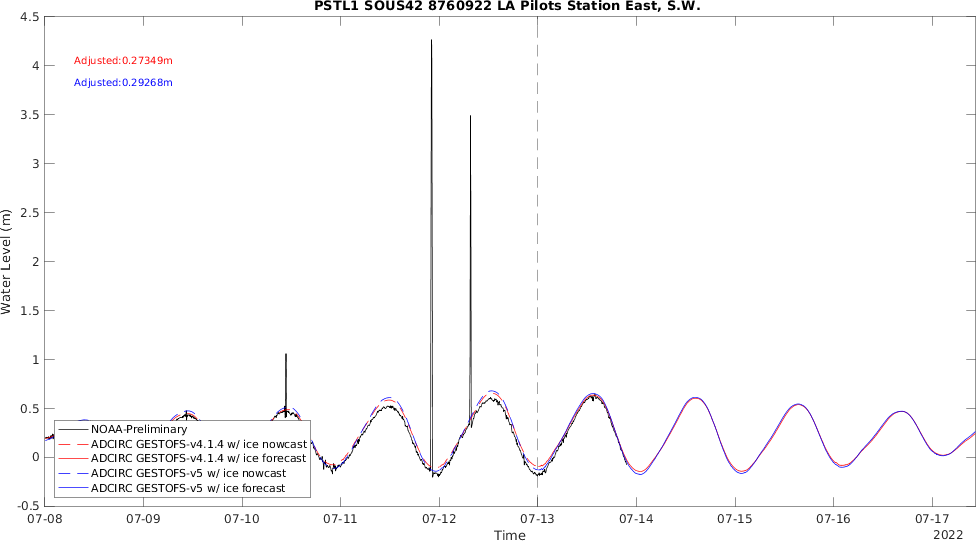 PSTL1 SOUS42 8760922 LA Pilots Station East, S.W.
4.5
4
3.5
3
2.5
2
1.5
1
0.5
0
-0.5
Water Level (m)
Adjusted:0.27349m
Adjusted:0.29268m
NOAA-Preliminary
ADCIRC GESTOFS-v4.1.4 w/ ice nowcast
ADCIRC GESTOFS-v4.1.4 w/ ice forecast
ADCIRC GESTOFS-v5 w/ ice nowcast
ADCIRC GESTOFS-v5 w/ ice forecast
07-08 07-09 07-10 07-11 07-12 07-13 07-14 07-15 07-16 07-17
Time
2022